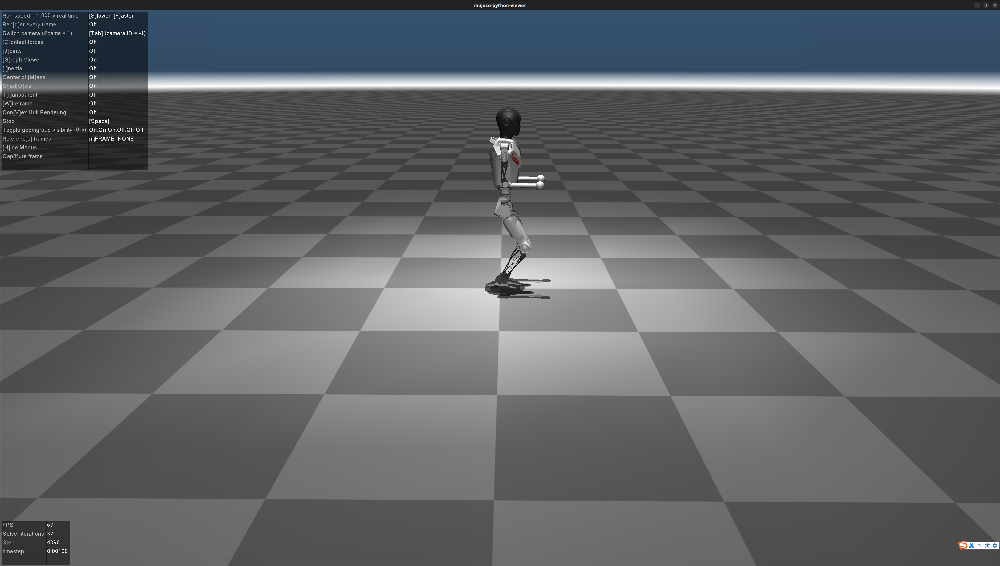 mujoco-python-viewer
Run speed = 1.000 x real time [S]lower, [F]aster
Ren[d]er every frame Off
Switch camera (#cams = 1) [Tab] (camera ID = -1)
[C]ontact forces Off
[J]oints Off
[G]raph Viewer On
[I]nertia Off
Center of [M]ass Off
Shad[O]ws On
T[r]ansparent Off
[W]ireframe Off
Con[V]ex Hull Rendering Off
Stop [Space]
Toggle geomgroup visibility (0-5) On,On,On,Off,Off,Off
Referenc[e] frames mjFRAME_NONE
[H]ide Menus
Cap[t]ure frame
FPS 67
Solver iterations 37
Step 4396
timestep 0.00100
S 英 拼